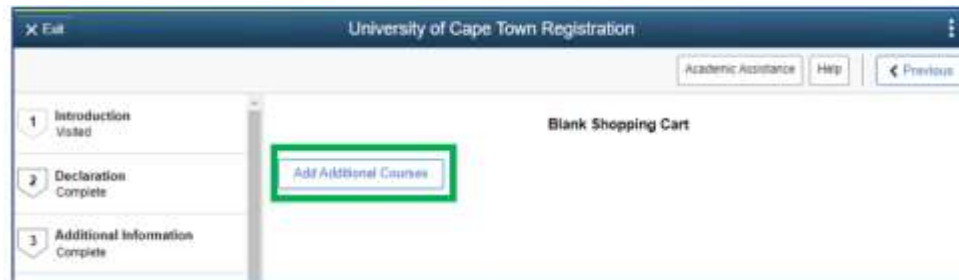 X Exit
University of Cape Town Registration
Academic Assistance
Help
Previous
1
Introduction
Visited
Blank Shopping Cart
2
Declaration
Complete
Add Additional Courses
3
Additional Information
Complete